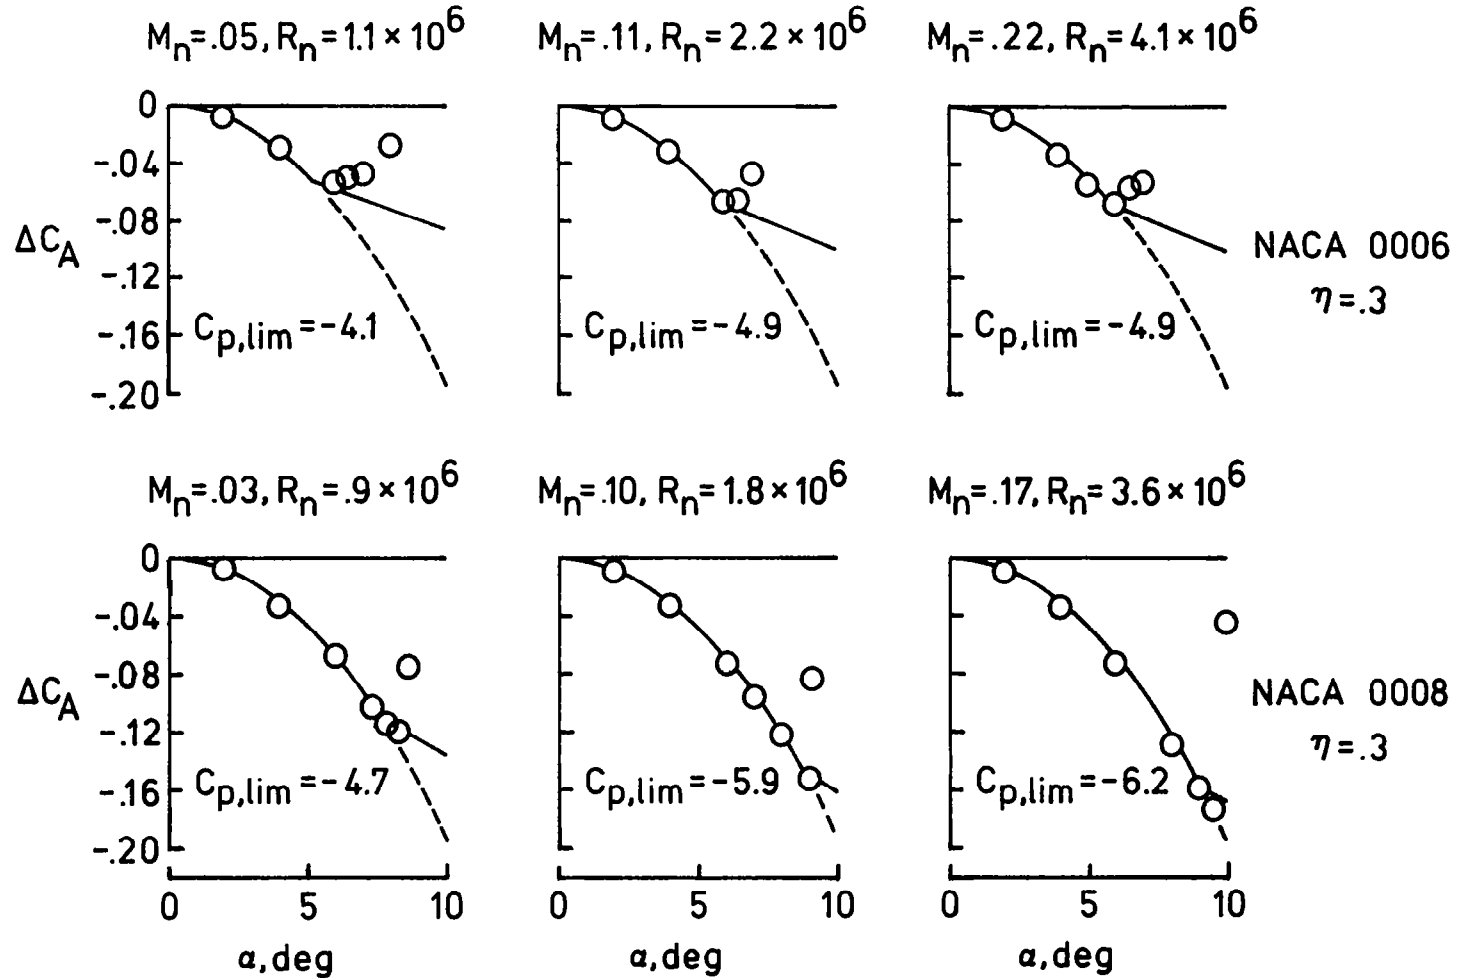 Mn=.05, Rn=1.1×10^6
Mn=.11, Rn=2.2×10^6
Mn=.22, Rn=4.1×10^6
0
-.04
-.08
-.12
-.16
-.20
ΔCA
Cp,lim=-4.1
Cp,lim=-4.9
Cp,lim=-4.9
NACA 0006
η=.3
Mn=.03, Rn=.9×10^6
Mn=.10, Rn=1.8×10^6
Mn=.17, Rn=3.6×10^6
0
-.04
-.08
-.12
-.16
-.20
ΔCA
Cp,lim=-4.7
Cp,lim=-5.9
Cp,lim=-6.2
NACA 0008
η=.3
0 5 10
0 5 10
0 5 10
α,deg
α,deg
α,deg